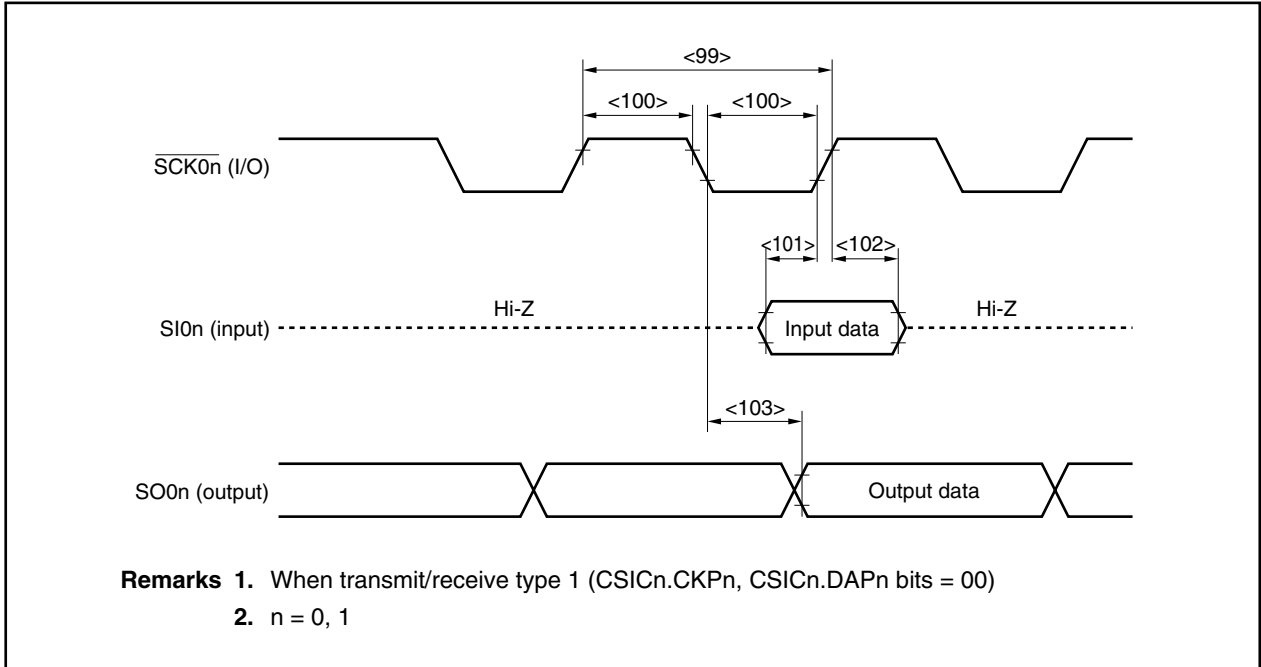 <99>
<100> <100>
SCK0n (I/O)
<101> <102>
Hi-Z Hi-Z
SI0n (input) Input data
<103>
SO0n (output) Output data
Remarks 1. When transmit/receive type 1 (CSICn.CKPn, CSICn.DAPn bits = 00)
2. n = 0, 1